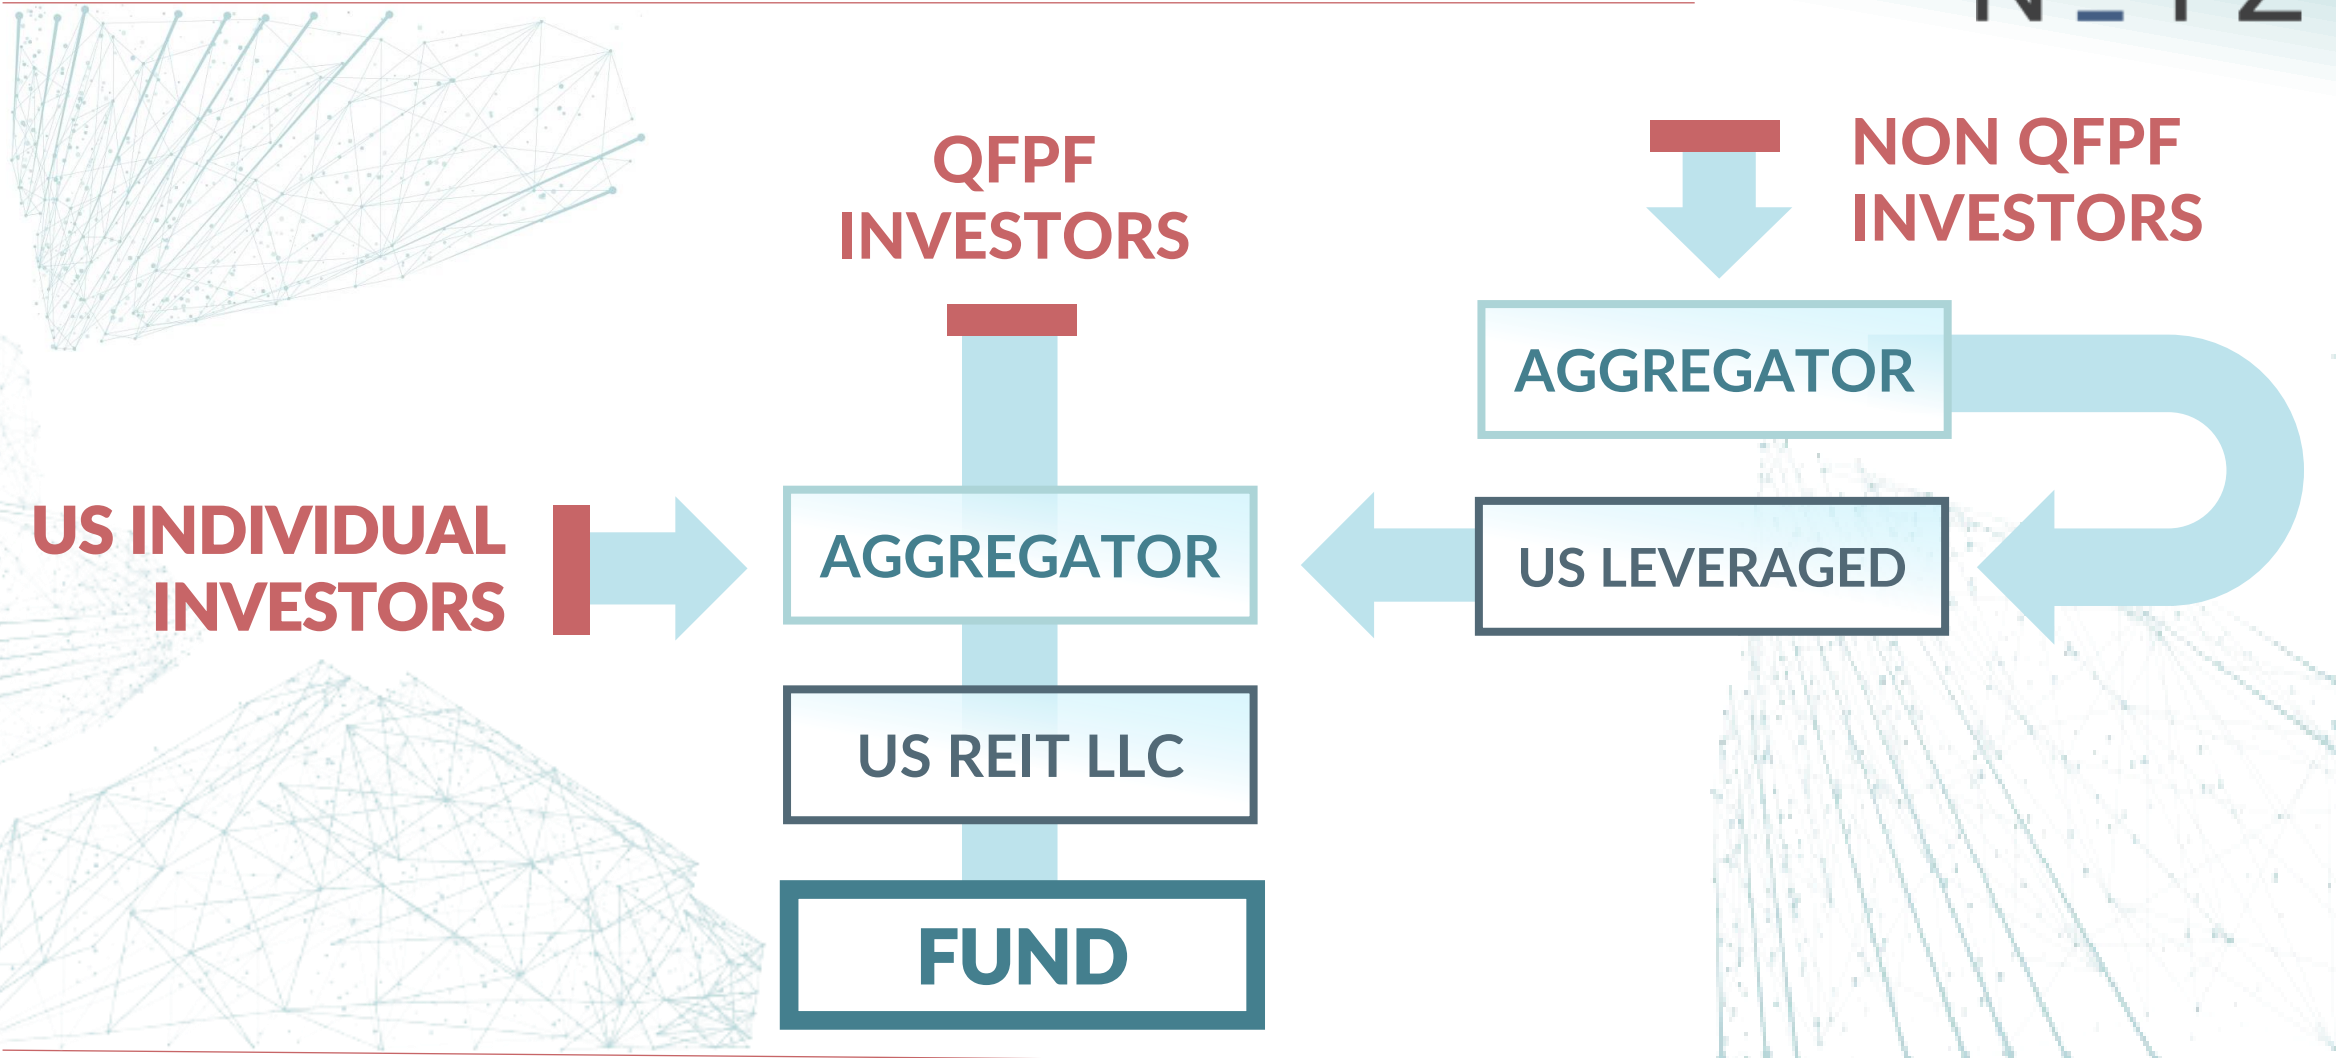 QFPF
INVESTORS
NON QFPF
INVESTORS
AGGREGATOR
US INDIVIDUAL
INVESTORS
AGGREGATOR
US LEVERAGED
US REIT LLC
FUND